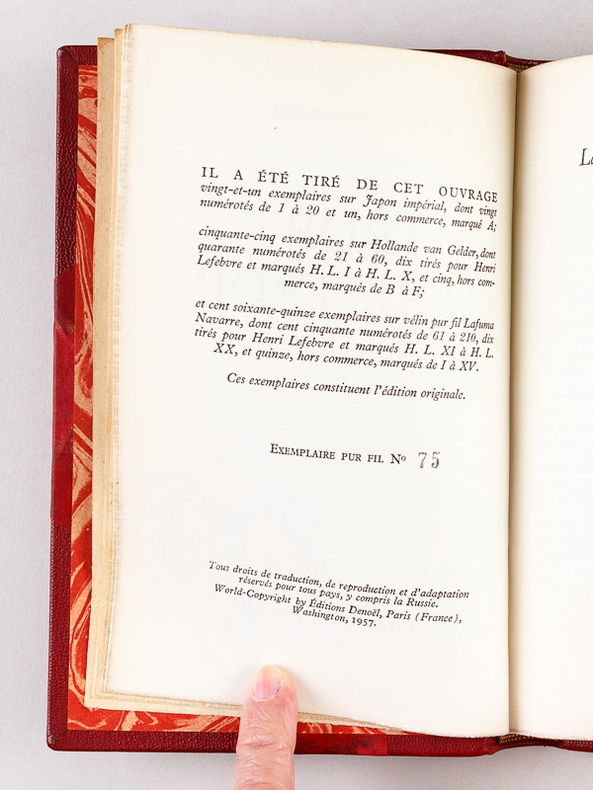 IL A ÉTÉ TIRÉ DE CET OUVRAGE
vingt-et-un exemplaires sur Japon impérial, dont vingt
numérotés de 1 à 20 et un, hors commerce, marqué A;
cinquante-cinq exemplaires sur Hollande van Gelder, dont
quarante numérotés de 21 à 60, dix tirés pour Henri
Lefebvre et marqués H. L. I à H. L. X, et cinq, hors com-
merce, marqués de B à F;
et cent soixante-quinze exemplaires sur vélin pur fil Lafuma
Navarre, dont cent cinquante numérotés de 61 à 210, dix
tirés pour Henri Lefebvre et marqués H. L. XI à H. L.
XX, et quinze, hors commerce, marqués de I à XV.
Ces exemplaires constituent l'édition originale.
EXEMPLAIRE PUR FIL Nº 75
Tous droits de traduction, de reproduction et d'adaptation
réservés pour tous pays, y compris la Russie.
World-Copyright by Éditions Denoël, Paris (France),
Washington, 1957.